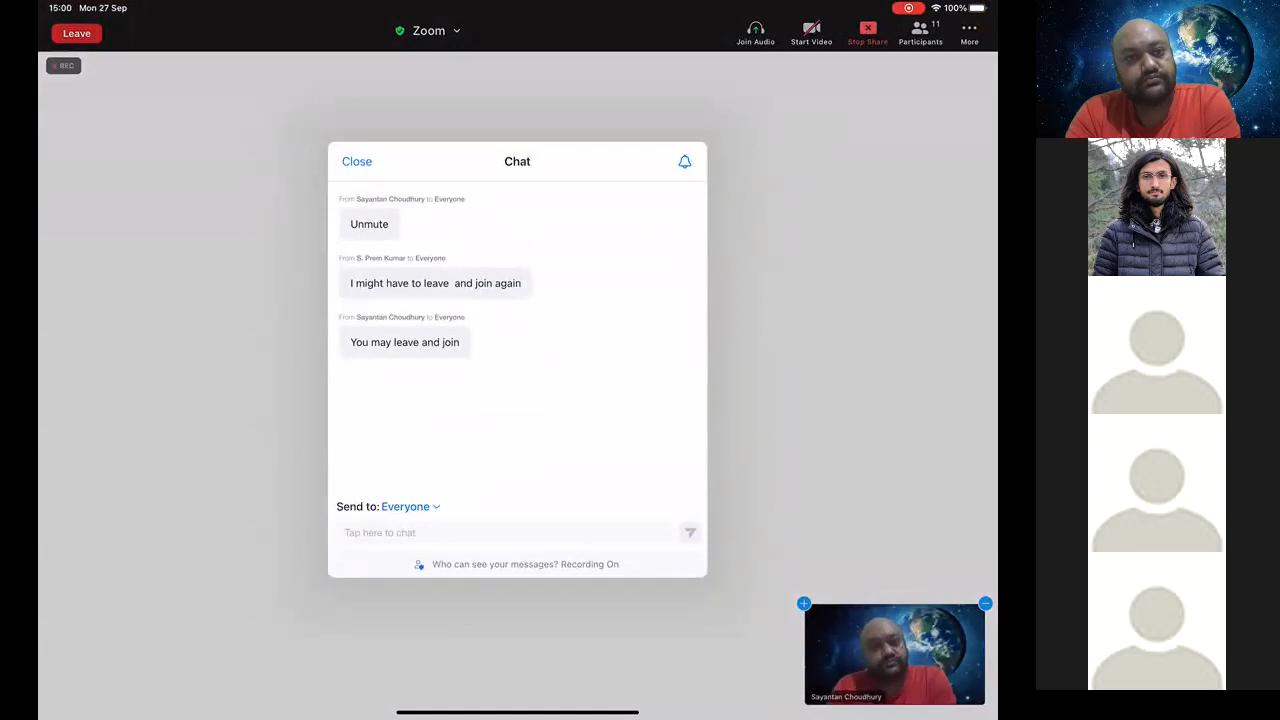 15:00 Mon 27 Sep
100%
Leave
Zoom
Join Audio
Start Video
Stop Share
Participants
11
More
REC
Close
Chat
From Sayantan Choudhury to Everyone
Unmute
From S. Prem Kumar to Everyone
I might have to leave and join again
From Sayantan Choudhury to Everyone
You may leave and join
Send to: Everyone
Tap here to chat
Who can see your messages? Recording On
Sayantan Choudhury